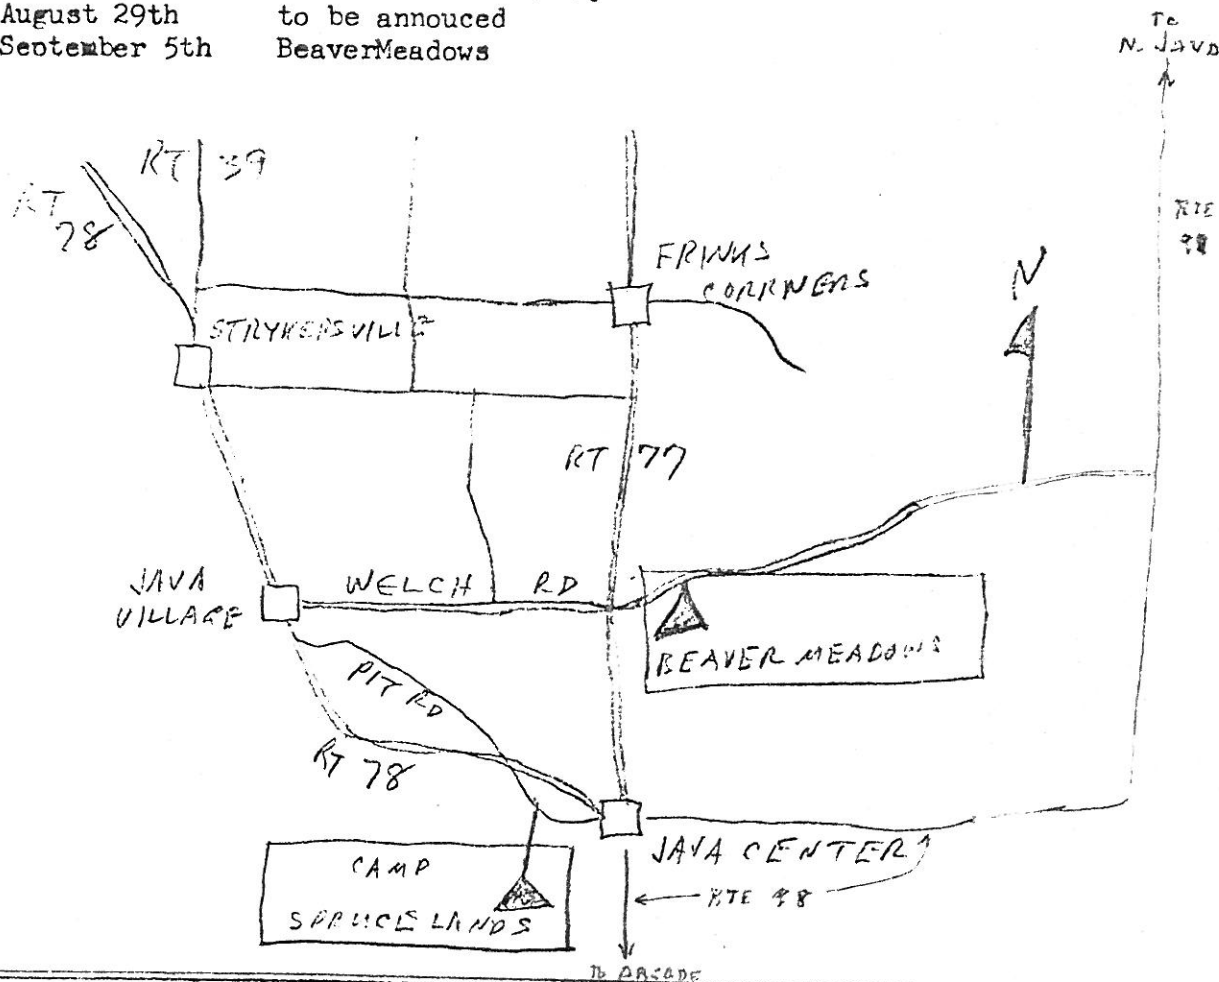 August 29th to be annouced
September 5th BeaverMeadows
To
N. JAVA
RT 39
RT
78
RTE
98
FRINKS
CORRNERS
N
STRYKERSVILLE
RT 77
JAVA
VILLAGE
WELCH RD
BEAVER MEADOWS
PIT RD
RT 78
JAVA CENTER
CAMP
SPRUCELANDS
RTE 98
To ARCADE